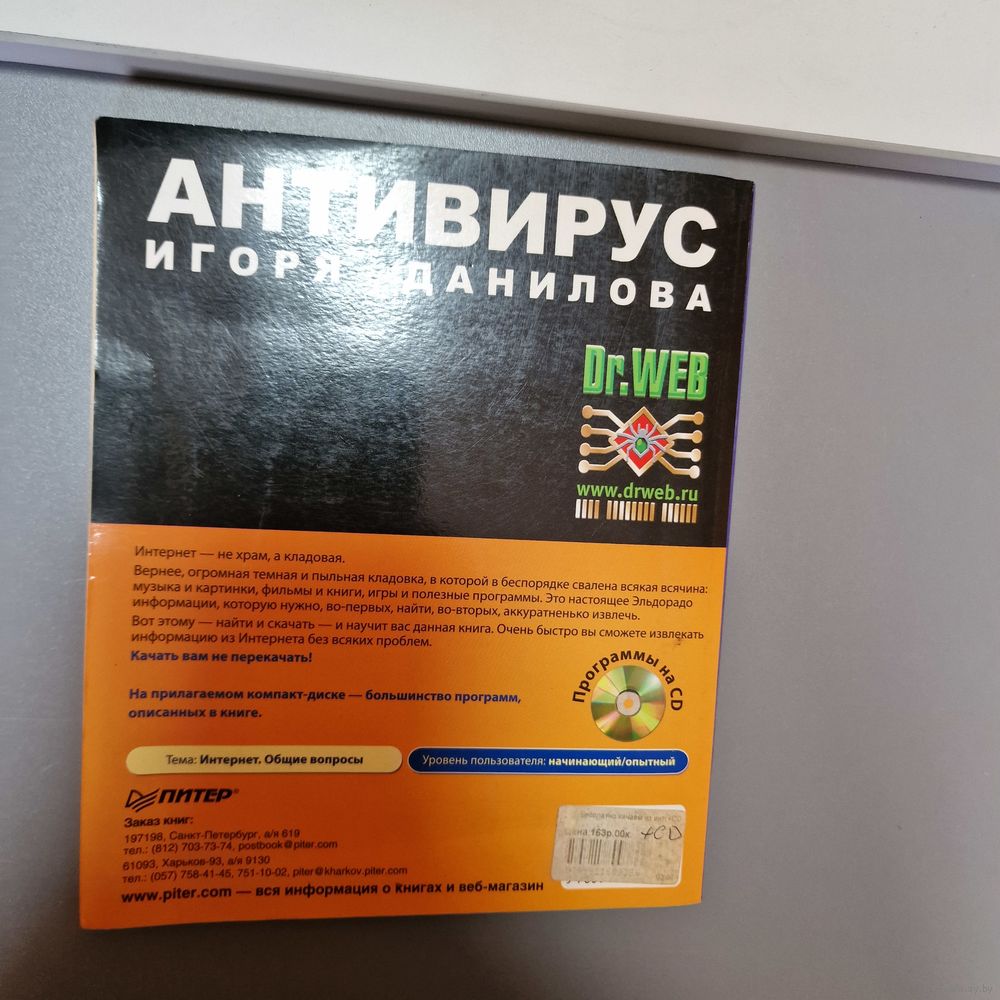 АНТИВИРУС
ИГОРЯ ДАНИЛОВА
Dr.WEB
www.drweb.ru
Интернет — не храм, а кладовая.
Вернее, огромная темная и пыльная кладовка, в которой в беспорядке свалена всякая всячина:
музыка и картинки, фильмы и книги, игры и полезные программы. Это настоящее Эльдорадо
информации, которую нужно, во-первых, найти, во-вторых, аккуратненько извлечь.
Вот этому — найти и скачать — и научит вас данная книга. Очень быстро вы сможете извлекать
информацию из Интернета без всяких проблем.
Качать вам не перекачать!
Программы на CD
На прилагаемом компакт-диске — большинство программ,
описанных в книге.
Тема: Интернет. Общие вопросы
Уровень пользователя: начинающий/опытный
ПИТЕР®
Заказ книг:
197198, Санкт-Петербург, а/я 619
тел.: (812) 703-73-74, postbook@piter.com
61093, Харьков-93, а/я 9130
тел.: (057) 758-41-45, 751-10-02, piter@kharkov.piter.com
www.piter.com — вся информация о книгах и веб-магазин
Цена 163р.00к
+CD